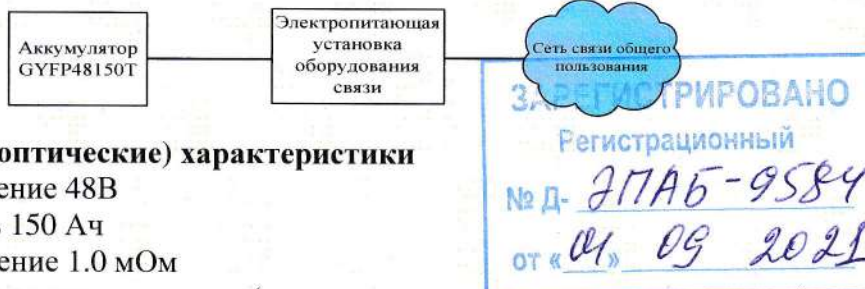 Аккумулятор
GYFP48150T
Электропитающая
установка
оборудования
связи
Сеть связи общего
пользования
ЗАРЕГИСТРИРОВАНО
Регистрационный
№ Д- ЭПАБ-9584
от «01» 09 2021
оптические) характеристики
ение 48В
150 Ач
ение 1.0 мОм